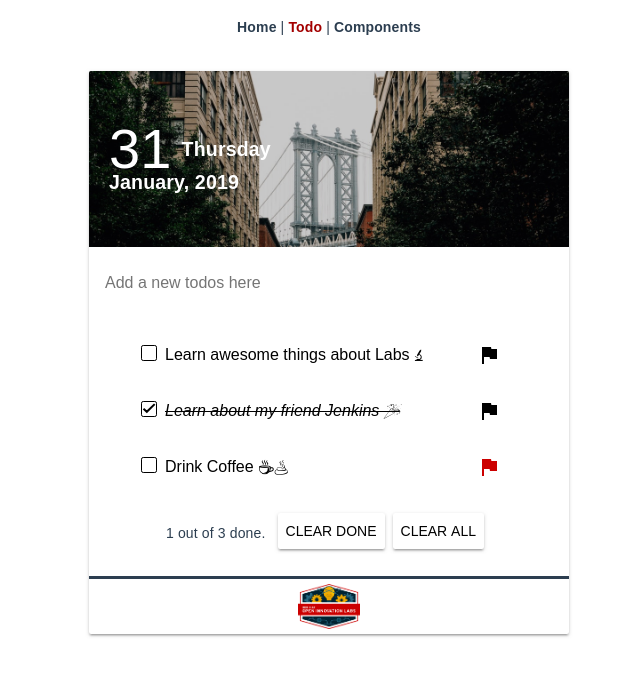 Home | Todo | Components
31 Thursday
January, 2019
Add a new todos here
Learn awesome things about Labs
Learn about my friend Jenkins 🎉
Drink Coffee ☕♨
1 out of 3 done.
CLEAR DONE
CLEAR ALL
OPEN INNOVATION LABS